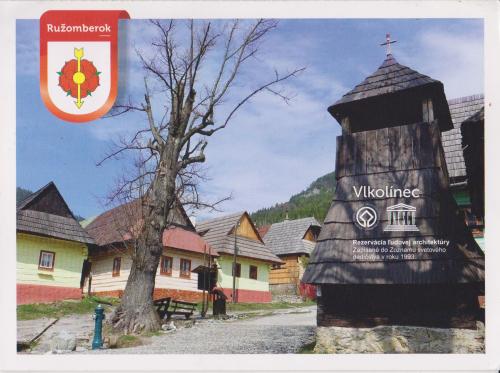 Ružomberok
Vlkolínec
Rezervácia ľudovej architektúry
Zapísané do Zoznamu svetového
dedičstva v roku 1993